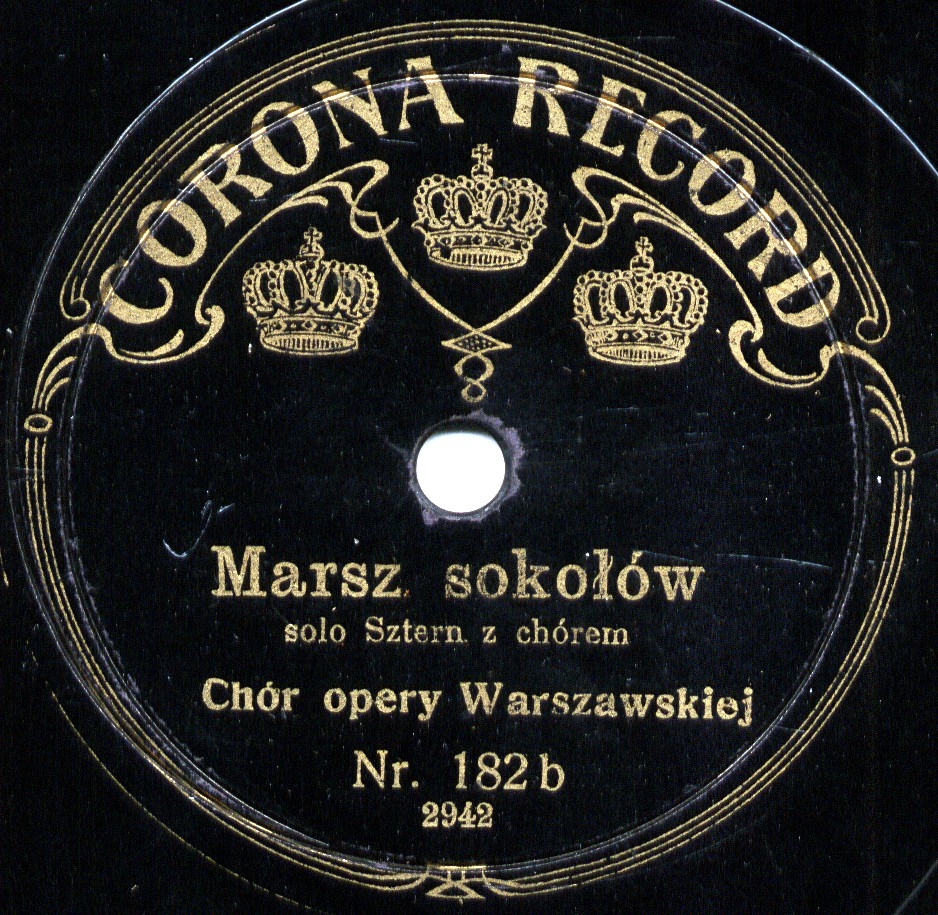 CORONA RECORD
Marsz sokołów
solo Sztern z chórem
Chór opery Warszawskiej
Nr. 182 b
2942